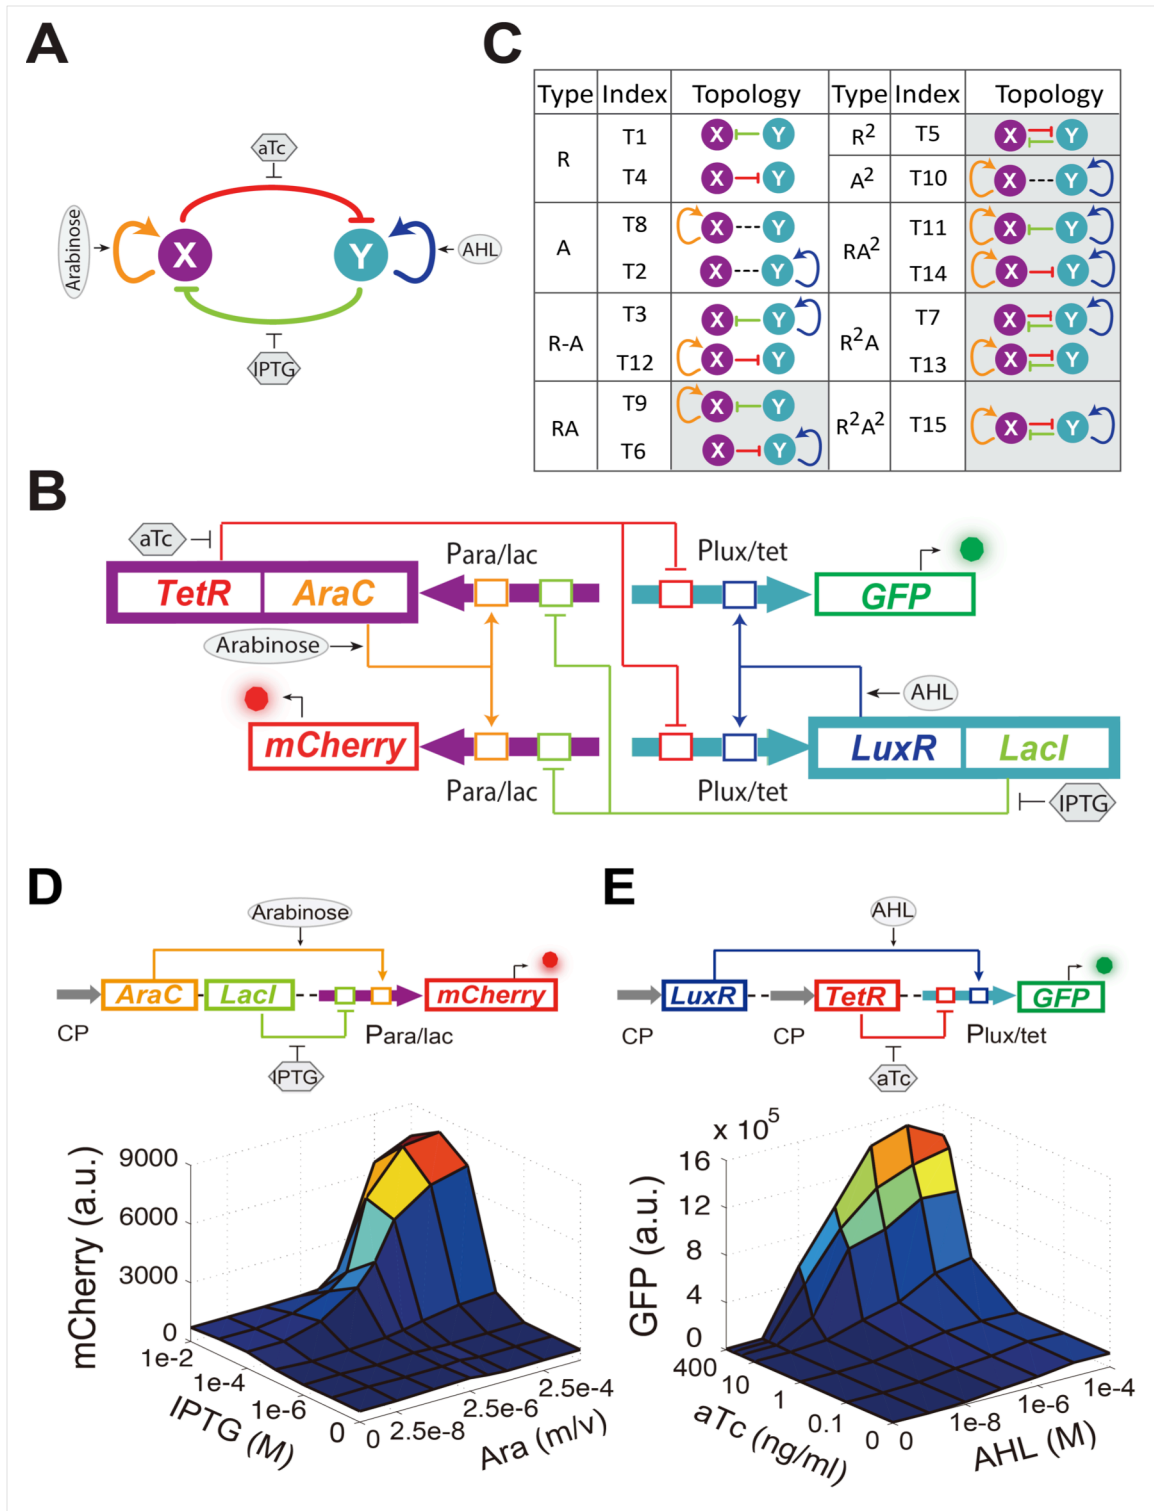 A
aTc
Arabinose
X
Y
AHL
IPTG
C
Type Index Topology Type Index Topology
R T1 X Y R2 T5 X Y
T4 X Y A2 T10 X Y
A T8 X Y RA2 T11 X Y
T2 X Y T14 X Y
R-A T3 X Y R2A T7 X Y
T12 X Y T13 X Y
RA T9 X Y R2A2 T15 X Y
T6 X Y
B
aTc
Para/lac
Plux/tet
TetR AraC
GFP
Arabinose
AHL
mCherry
LuxR LacI
Para/lac
Plux/tet
IPTG
D
Arabinose
AraC LacI mCherry
CP
Para/lac
IPTG
mCherry (a.u.)
9000
6000
3000
0
1e-2
1e-4
1e-6
0
IPTG (M)
0
2.5e-8
2.5e-6
2.5e-4
Ara (m/v)
E
AHL
LuxR TetR GFP
CP
CP
Plux/tet
aTc
x 10^5
GFP (a.u.)
16
12
8
4
0
400
10
1
0.1
0
aTc (ng/ml)
0
1e-8
1e-6
1e-4
AHL (M)